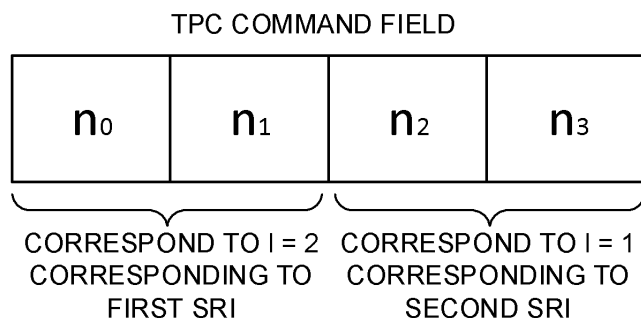 TPC COMMAND FIELD
n0 n1 n2 n3
CORRESPOND TO l = 2 CORRESPOND TO l = 1
CORRESPONDING TO CORRESPONDING TO
FIRST SRI SECOND SRI